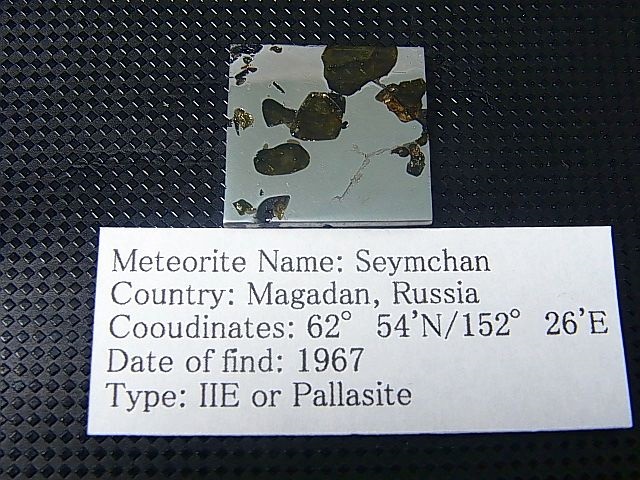 Meteorite Name: Seymchan
Country: Magadan, Russia
Cooudinates: 62° 54'N/152° 26'E
Date of find: 1967
Type: IIE or Pallasite